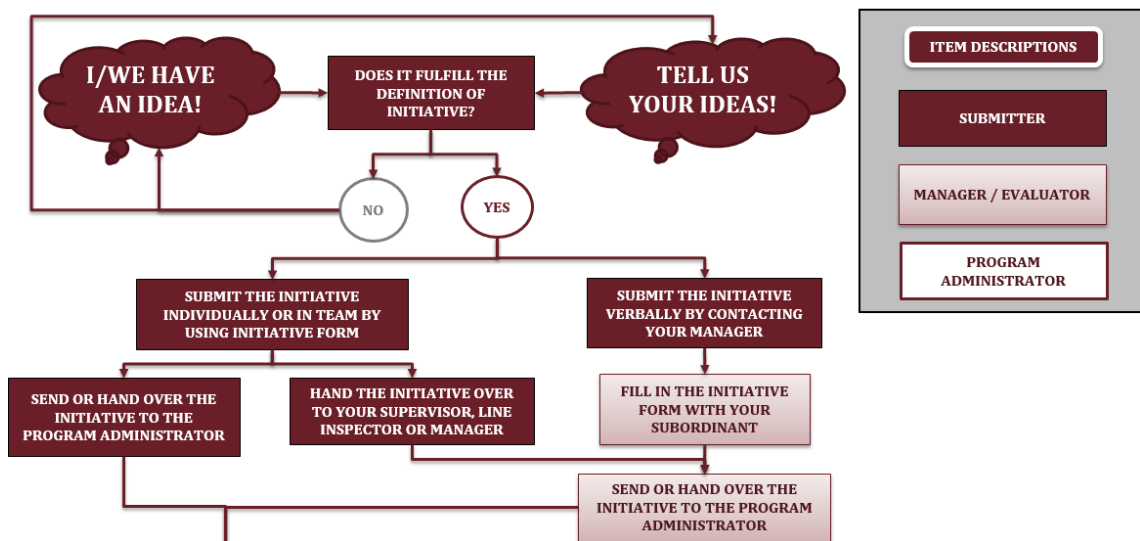 I/WE HAVE
AN IDEA!
DOES IT FULFILL THE
DEFINITION OF
INITIATIVE?
TELL US
YOUR IDEAS!
NO
YES
SUBMIT THE INITIATIVE
INDIVIDUALLY OR IN TEAM BY
USING INITIATIVE FORM
SUBMIT THE INITIATIVE
VERBALLY BY CONTACTING
YOUR MANAGER
SEND OR HAND OVER THE
INITIATIVE TO THE
PROGRAM ADMINISTRATOR
HAND THE INITIATIVE OVER
TO YOUR SUPERVISOR, LINE
INSPECTOR OR MANAGER
FILL IN THE INITIATIVE
FORM WITH YOUR
SUBORDINANT
SEND OR HAND OVER THE
INITIATIVE TO THE PROGRAM
ADMINISTRATOR
ITEM DESCRIPTIONS
SUBMITTER
MANAGER / EVALUATOR
PROGRAM
ADMINISTRATOR